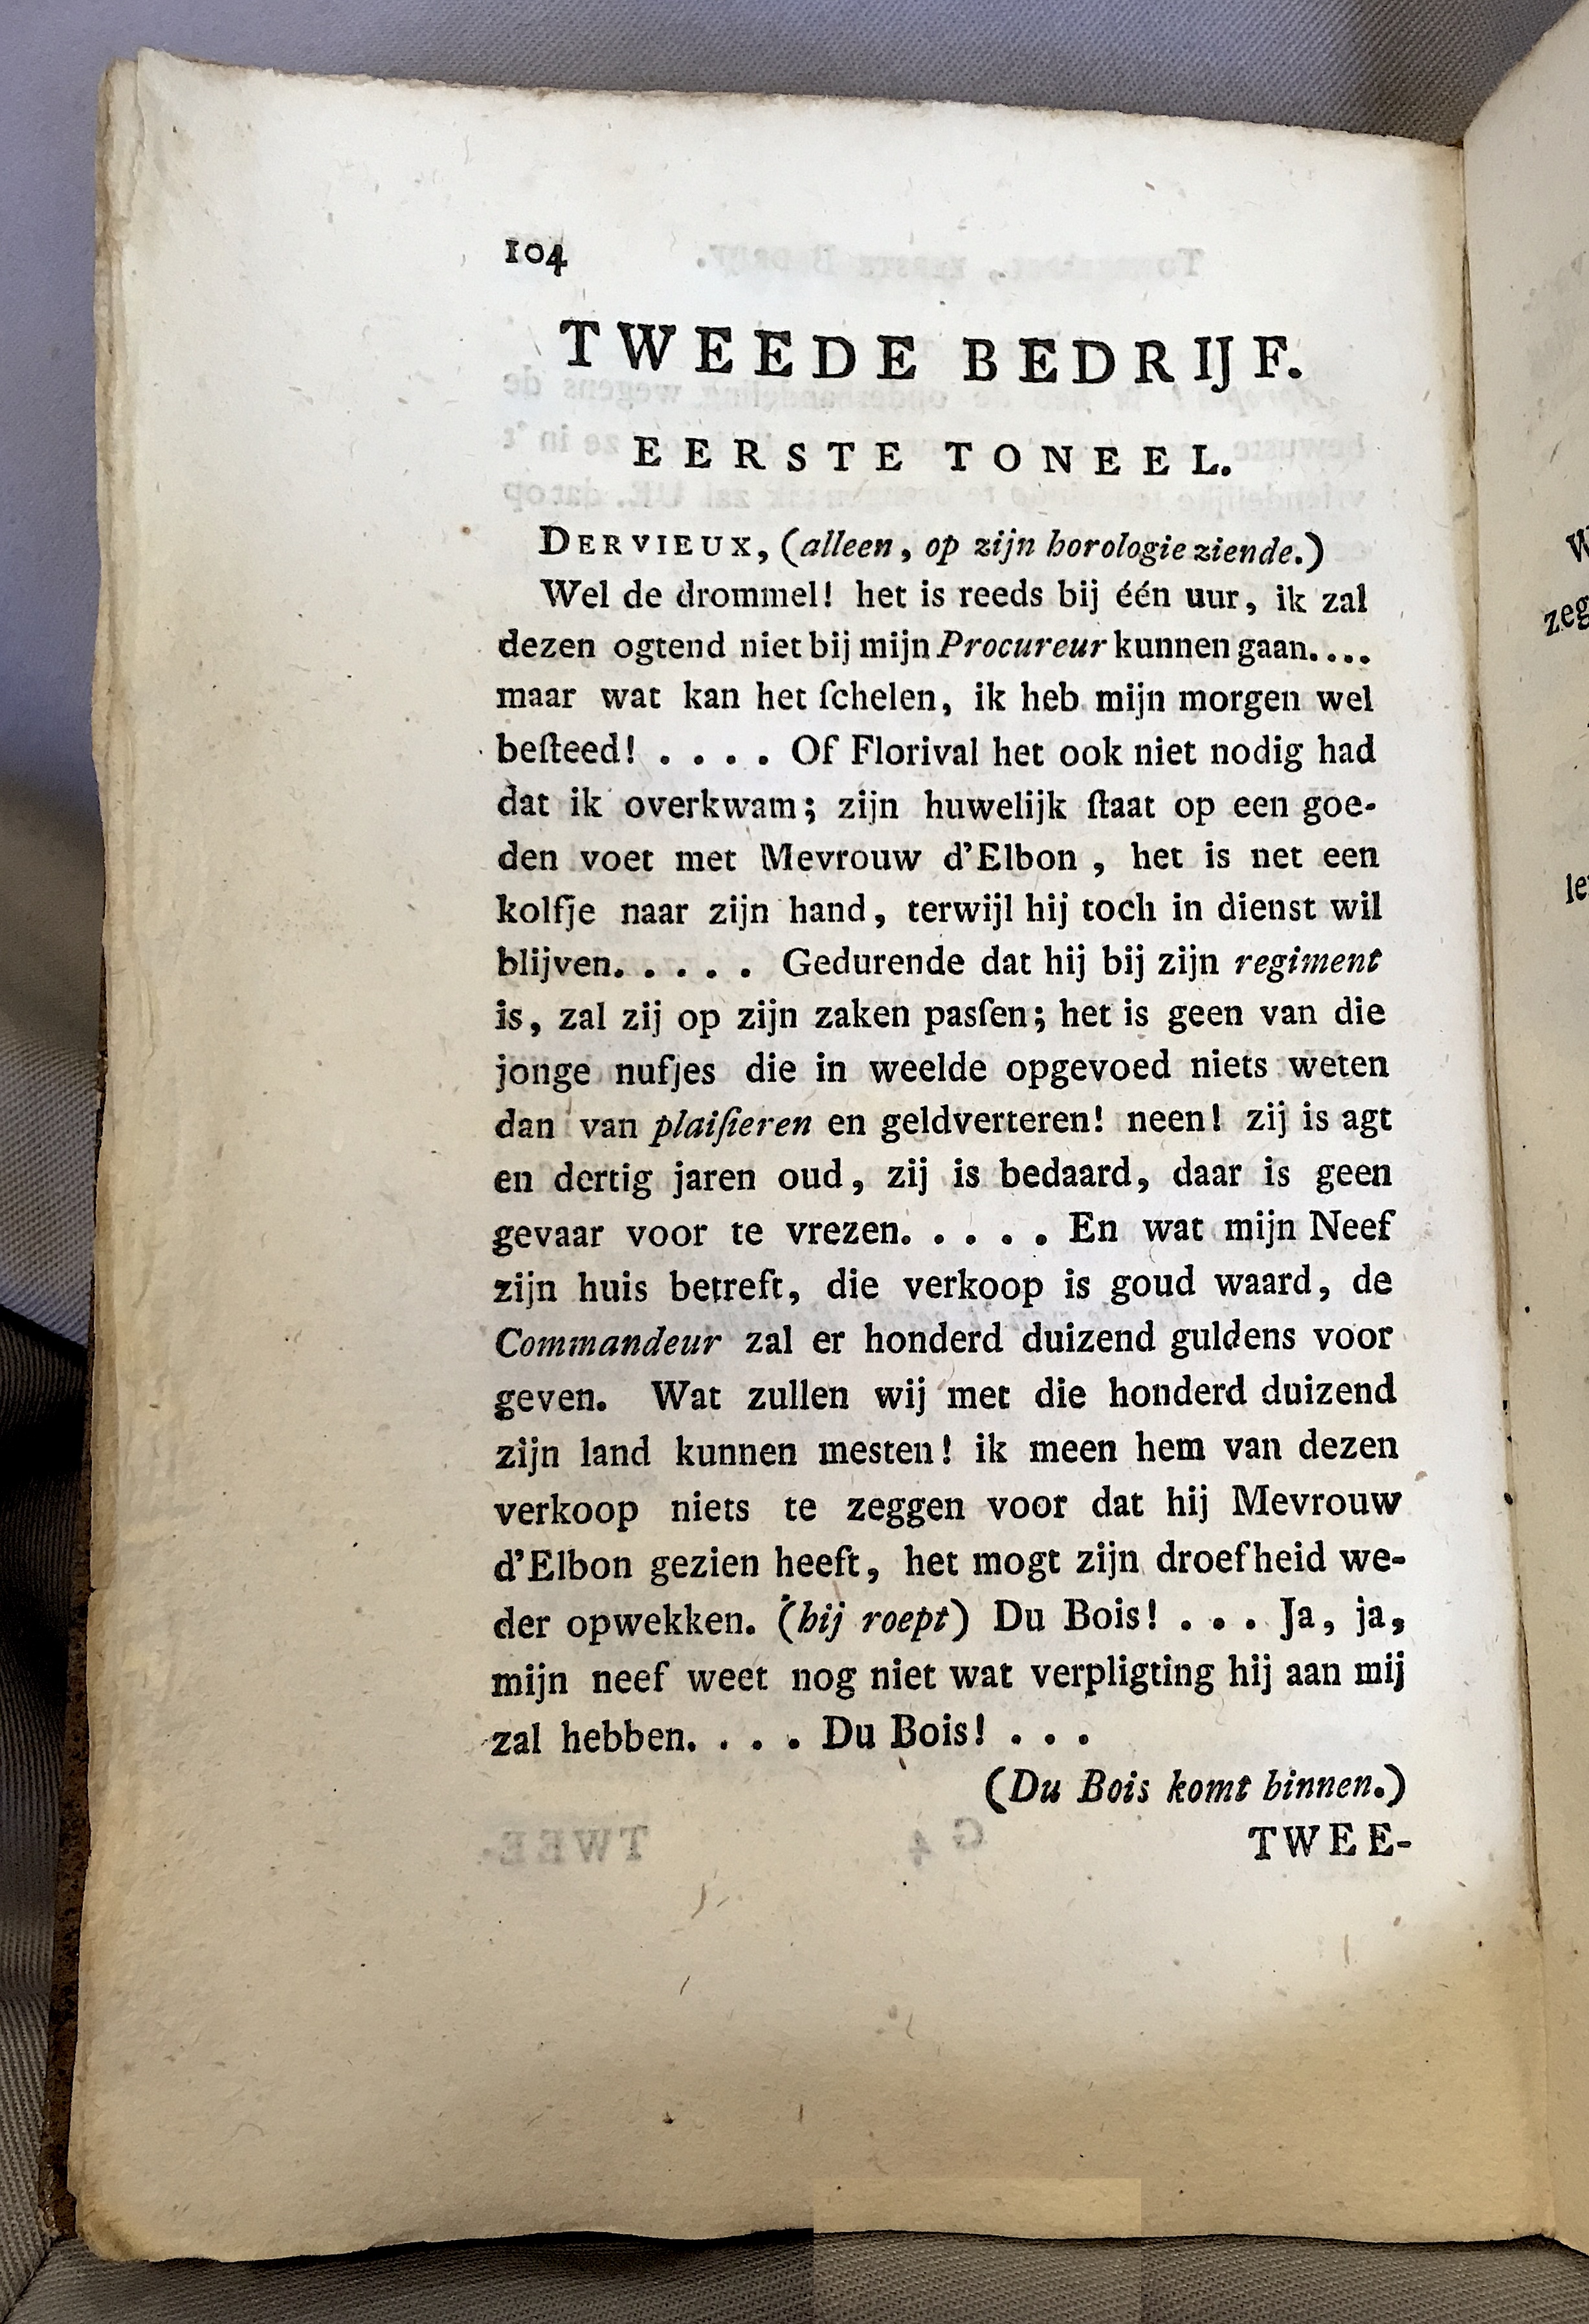 104
TWEEDE BEDRIJF.
EERSTE TONEEL.
DERVIEUX, (alleen, op zijn horologie ziende.)
Wel de drommel! het is reeds bij één uur, ik zal
dezen ogtend niet bij mijn Procureur kunnen gaan....
maar wat kan het ſchelen, ik heb mijn morgen wel
beſteed! . . . . Of Florival het ook niet nodig had
dat ik overkwam; zijn huwelijk ſtaat op een goe-
den voet met Mevrouw d'Elbon, het is net een
kolfje naar zijn hand, terwijl hij toch in dienst wil
blijven. . . . . Gedurende dat hij bij zijn regiment
is, zal zij op zijn zaken pasſen; het is geen van die
jonge nufjes die in weelde opgevoed niets weten
dan van plaiſieren en geldverteren! neen! zij is agt
en dertig jaren oud, zij is bedaard, daar is geen
gevaar voor te vrezen. . . . . En wat mijn Neef
zijn huis betreft, die verkoop is goud waard, de
Commandeur zal er honderd duizend guldens voor
geven. Wat zullen wij met die honderd duizend
zijn land kunnen mesten! ik meen hem van dezen
verkoop niets te zeggen voor dat hij Mevrouw
d'Elbon gezien heeft, het mogt zijn droefheid we-
der opwekken. (hij roept) Du Bois! . . . Ja, ja,
mijn neef weet nog niet wat verpligting hij aan mij
zal hebben. . . . Du Bois! . . .
(Du Bois komt binnen.)
TWEE-